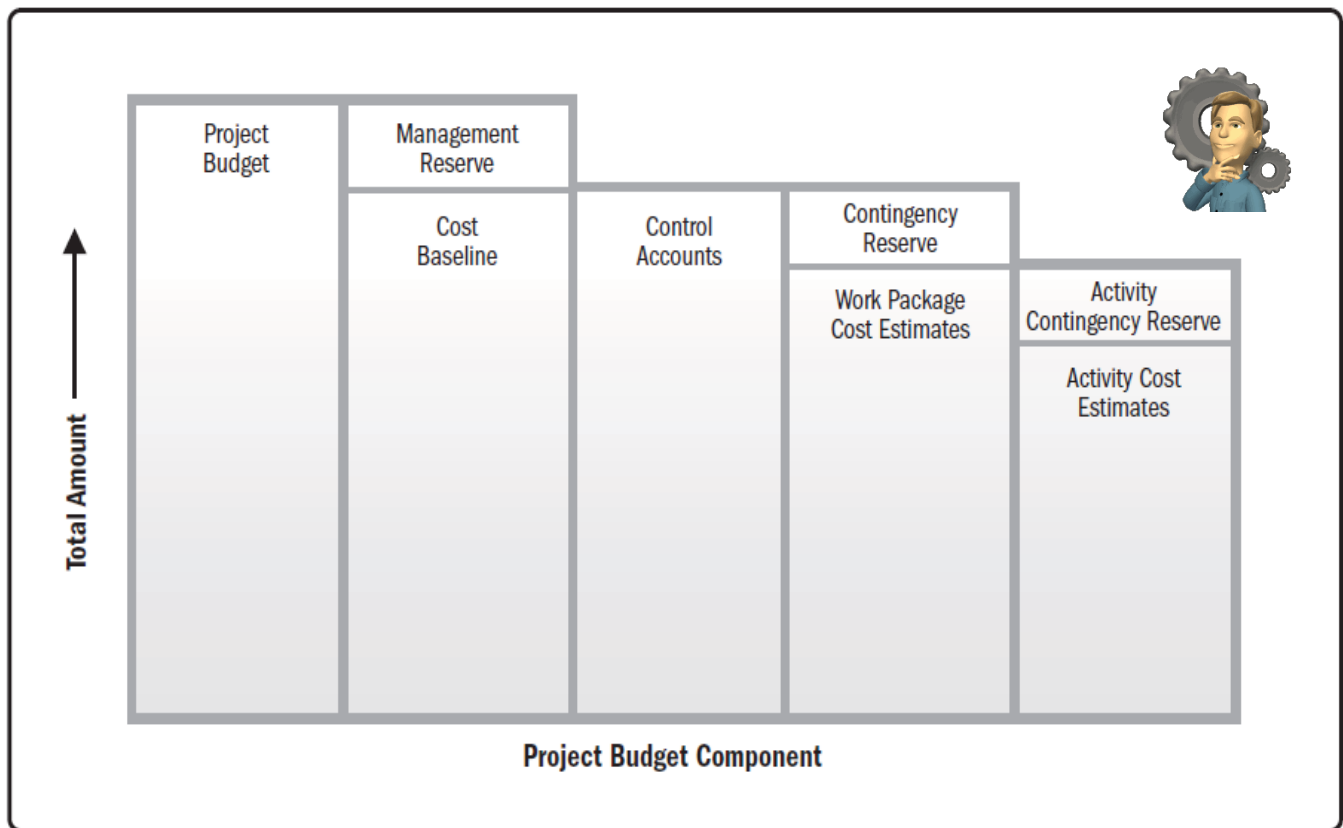 Project
Budget
Management
Reserve
Cost
Baseline
Control
Accounts
Contingency
Reserve
Work Package
Cost Estimates
Activity
Contingency Reserve
Activity Cost
Estimates
Total Amount
Project Budget Component